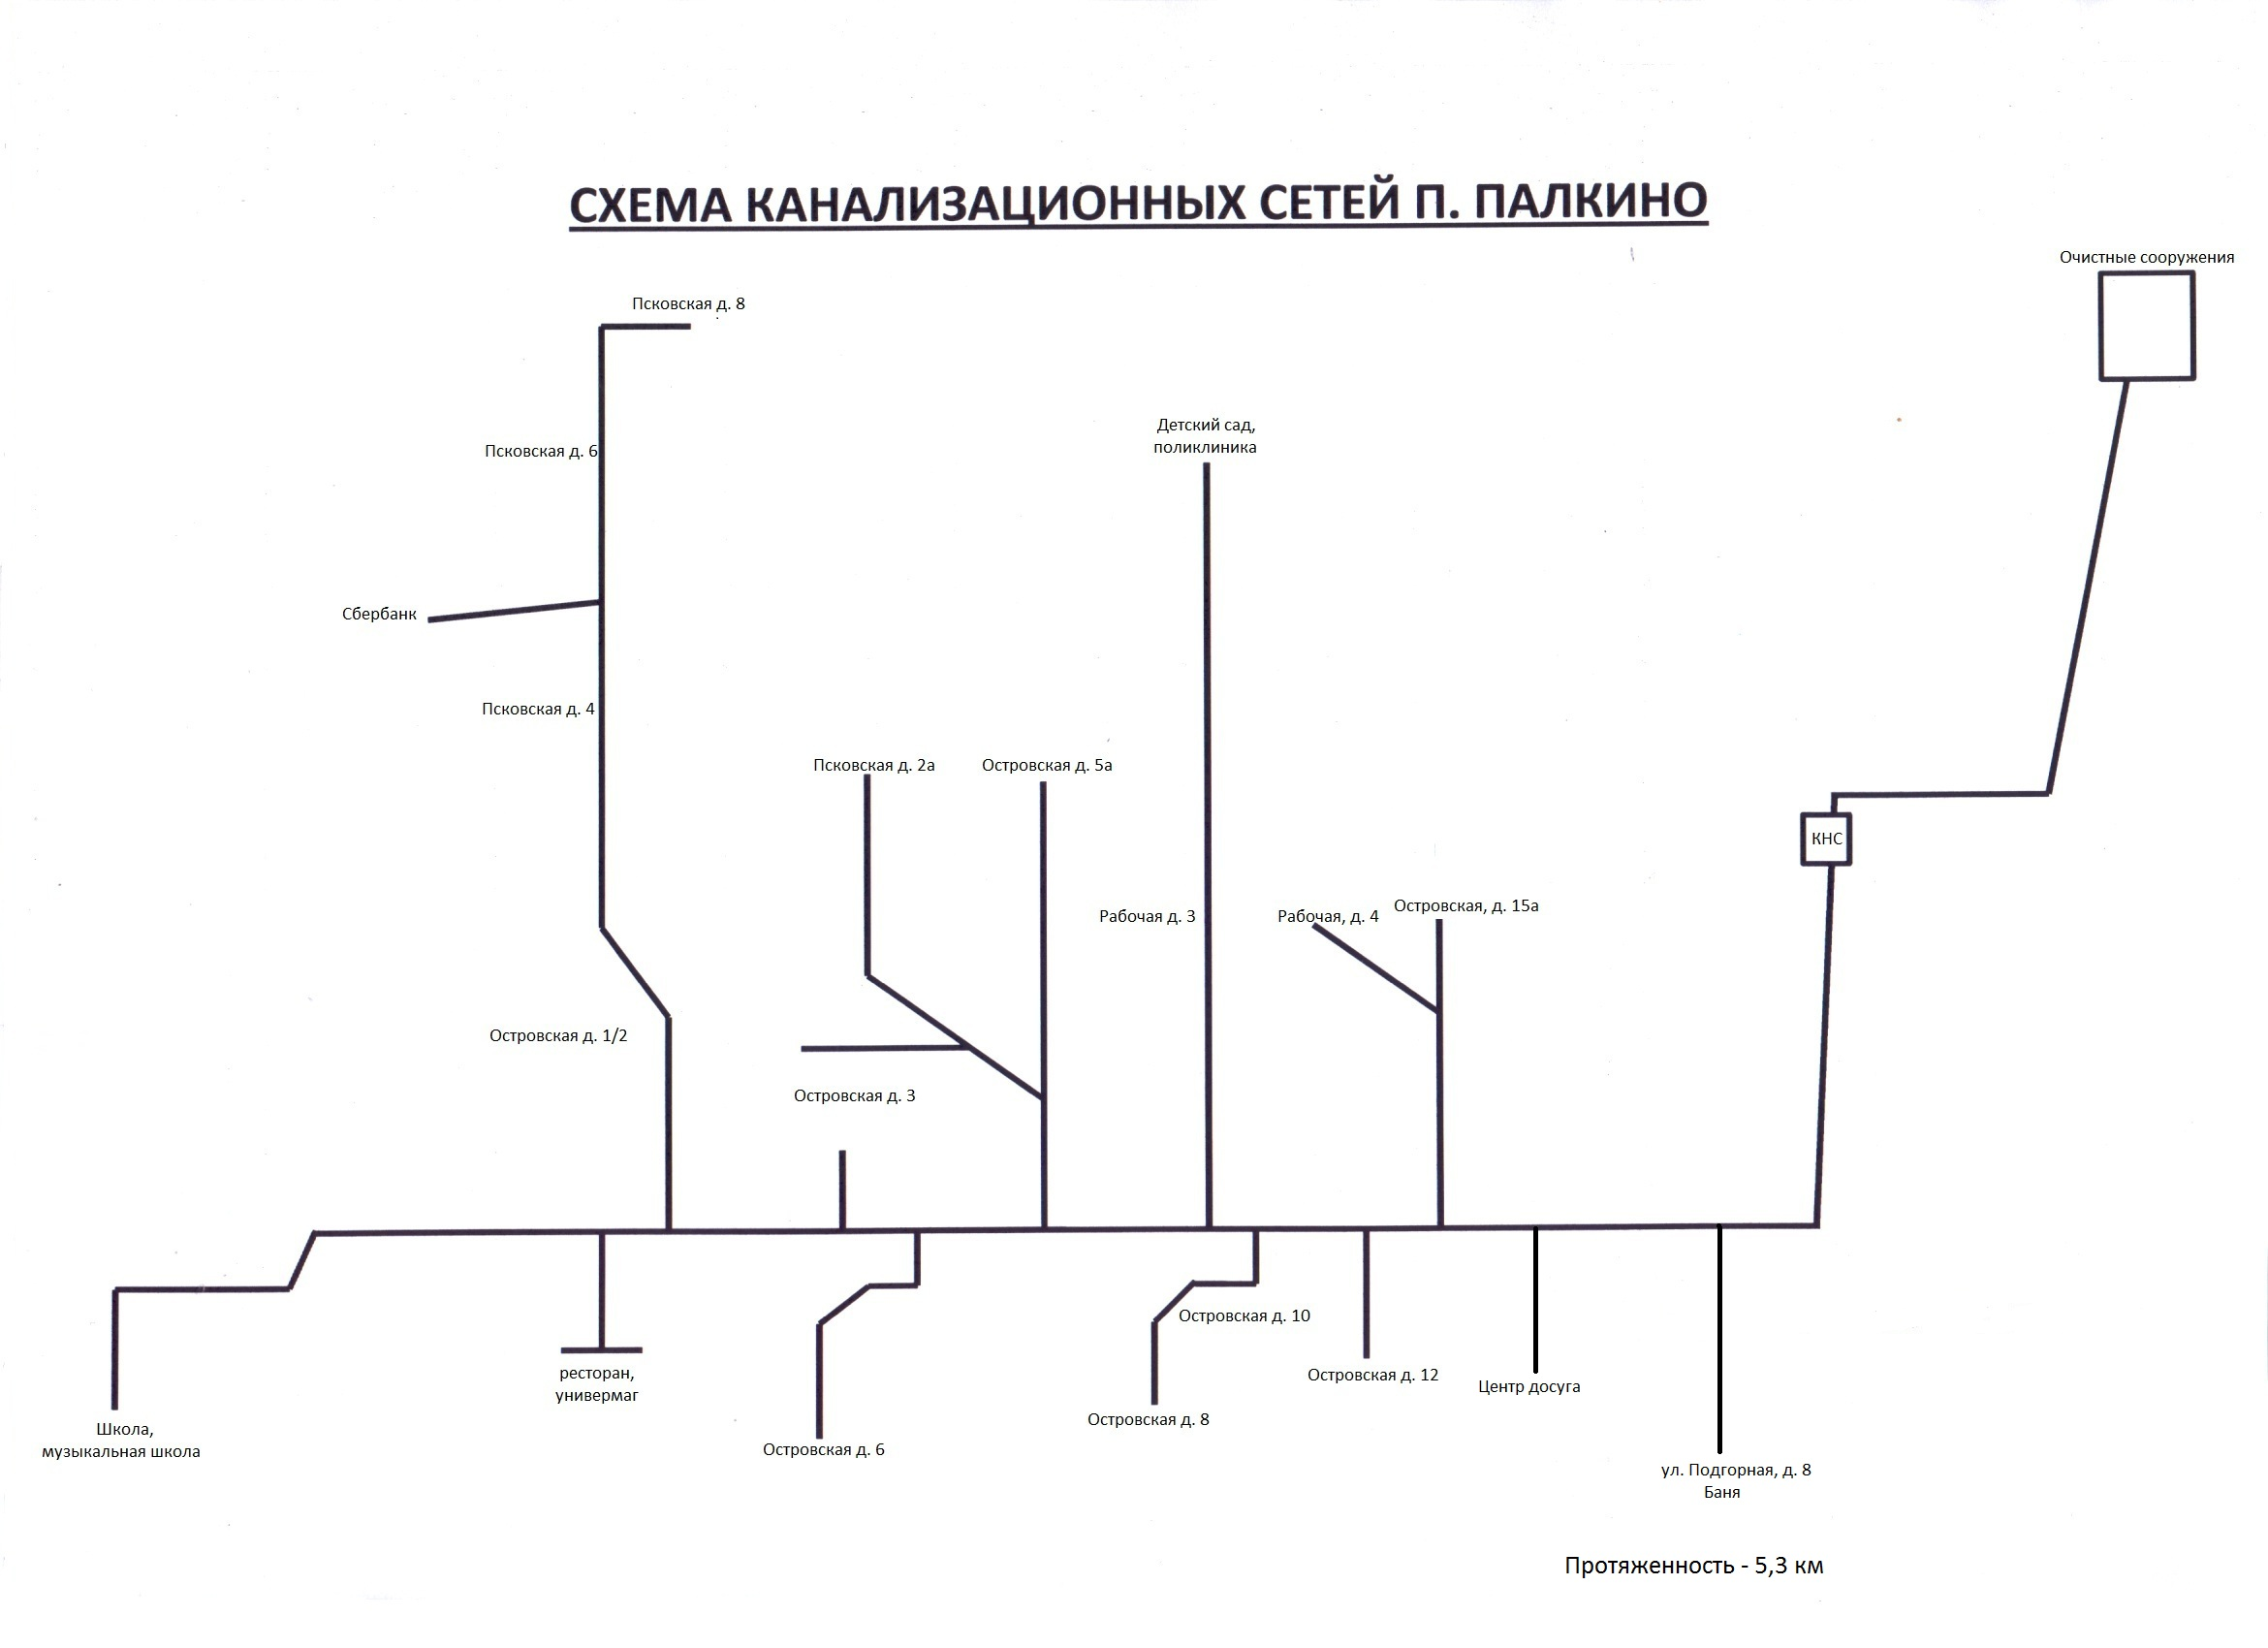 СХЕМА КАНАЛИЗАЦИОННЫХ СЕТЕЙ П. ПАЛКИНО
Очистные сооружения
Псковская д. 8
Детский сад,
поликлиника
Псковская д. 6
Сбербанк
Псковская д. 4
Псковская д. 2а
Островская д. 5а
КНС
Рабочая д. 3
Рабочая, д. 4
Островская, д. 15а
Островская д. 1/2
Островская д. 3
Островская д. 10
ресторан,
универмаг
Островская д. 12
Центр досуга
Островская д. 8
Школа,
музыкальная школа
Островская д. 6
ул. Подгорная, д. 8
Баня
Протяженность - 5,3 км